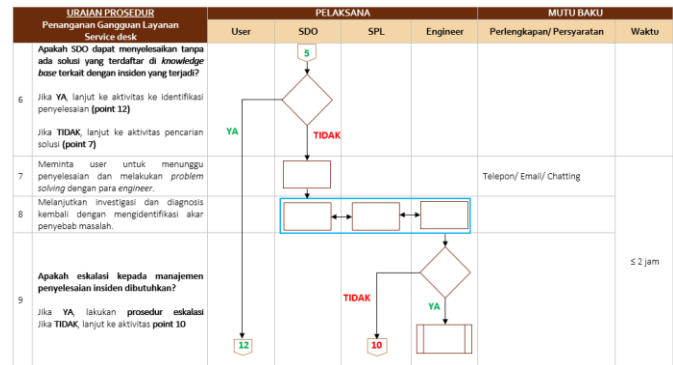 URAIAN PROSEDUR
PELAKSANA
MUTU BAKU
Penanganan Gangguan Layanan
Service desk
User
SDO
SPL
Engineer
Perlengkapan/ Persyaratan
Waktu
6
Apakah SDO dapat menyelesaikan tanpa
ada solusi yang terdaftar di knowledge
base terkait dengan insiden yang terjadi?
Jika YA, lanjut ke aktivitas ke identifikasi
penyelesaian (point 12)
Jika TIDAK, lanjut ke aktivitas pencarian
solusi (point 7)
5
YA
TIDAK
7
Meminta user untuk menunggu
penyelesaian dan melakukan problem
solving dengan para engineer.
Telepon/ Email/ Chatting
8
Melanjutkan investigasi dan diagnosis
kembali dengan mengidentifikasi akar
penyebab masalah.
≤ 2 jam
9
Apakah eskalasi kepada manajemen
penyelesaian insiden dibutuhkan?
Jika YA, lakukan prosedur eskalasi
Jika TIDAK, lanjut ke aktivitas point 10
TIDAK
YA
12
10